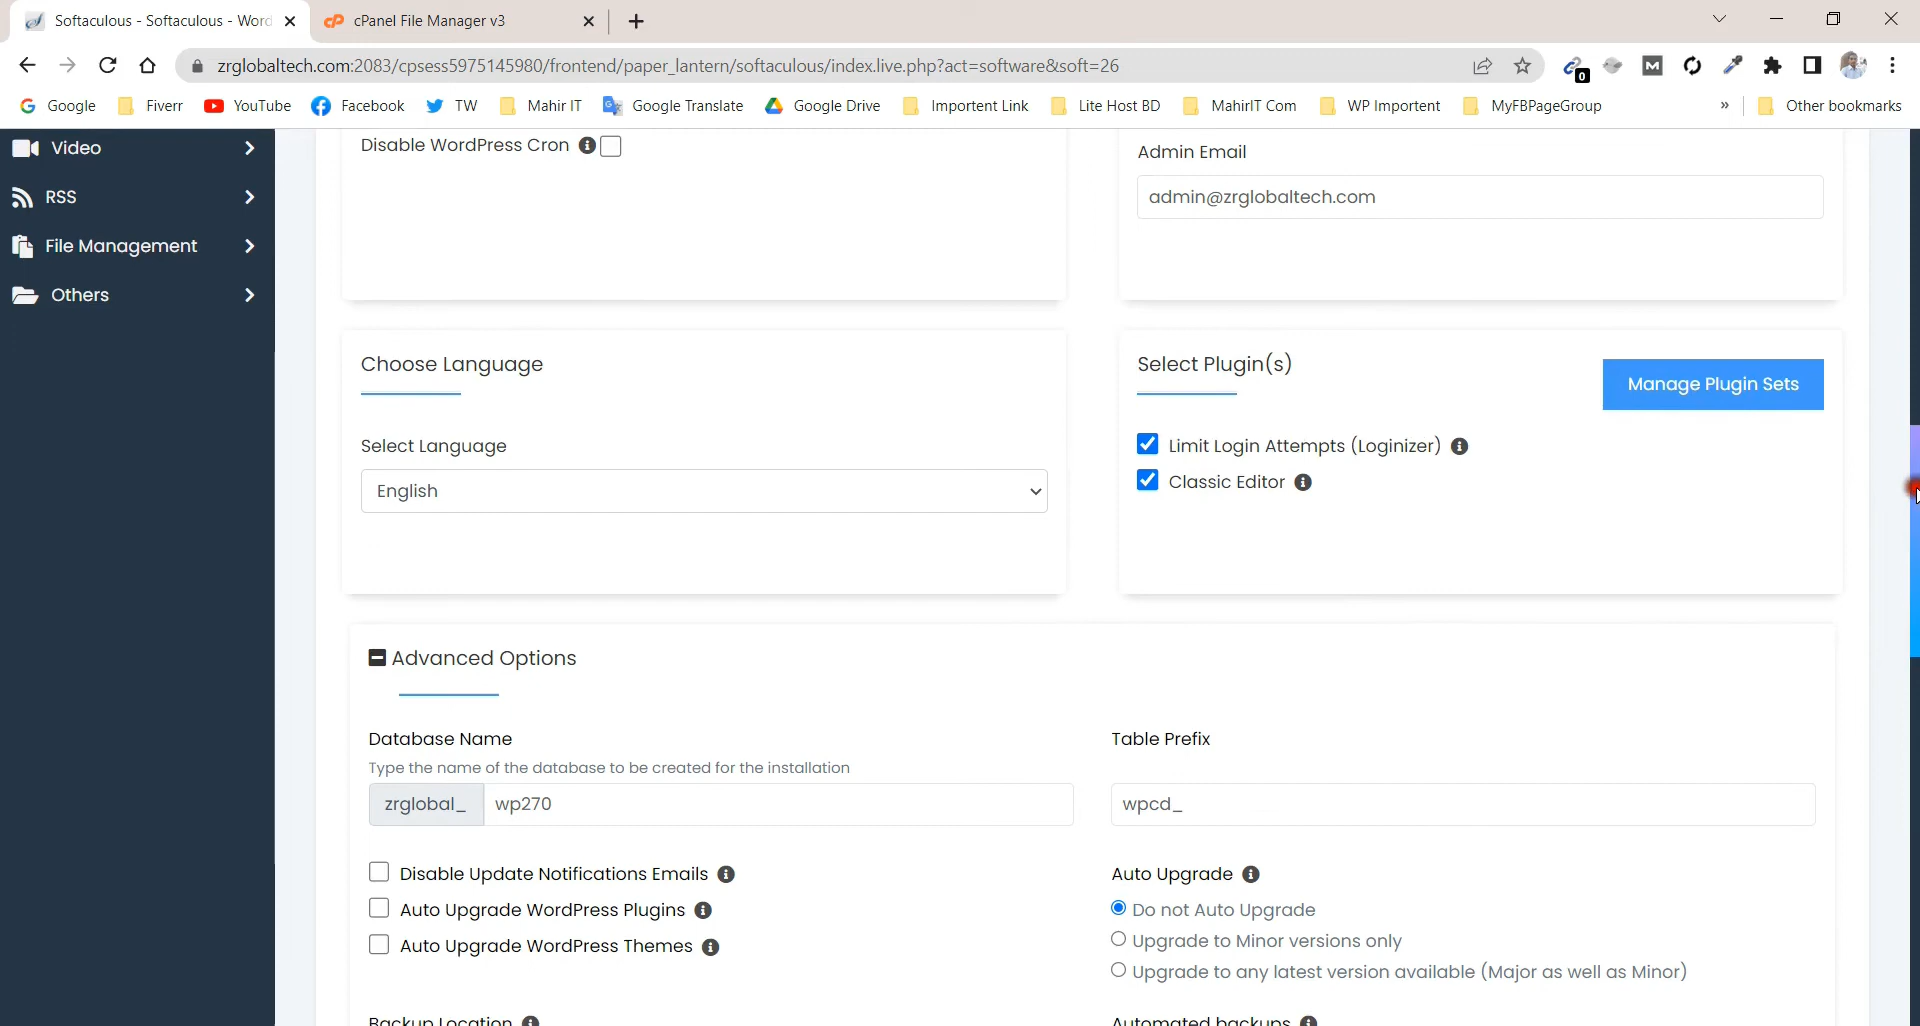 Softaculous - Softaculous - Word
cPanel File Manager v3
zrglobaltech.com:2083/cpsess5975145980/frontend/paper_lantern/softaculous/index.live.php?act=software&soft=26
0
M
Google
Fiverr
YouTube
Facebook
TW
Mahir IT
Google Translate
Google Drive
Importent Link
Lite Host BD
MahirIT Com
WP Importent
MyFBPageGroup
»
Other bookmarks
Video
RSS
File Management
Others
Disable WordPress Cron
Admin Email
admin@zrglobaltech.com
Choose Language
Select Language
English
Select Plugin(s)
Manage Plugin Sets
Limit Login Attempts (Loginizer)
Classic Editor
Advanced Options
Database Name
Type the name of the database to be created for the installation
zrglobal_ wp270
Table Prefix
wpcd_
Disable Update Notifications Emails
Auto Upgrade WordPress Plugins
Auto Upgrade WordPress Themes
Auto Upgrade
Do not Auto Upgrade
Upgrade to Minor versions only
Upgrade to any latest version available (Major as well as Minor)
Backup Location
Automated backups